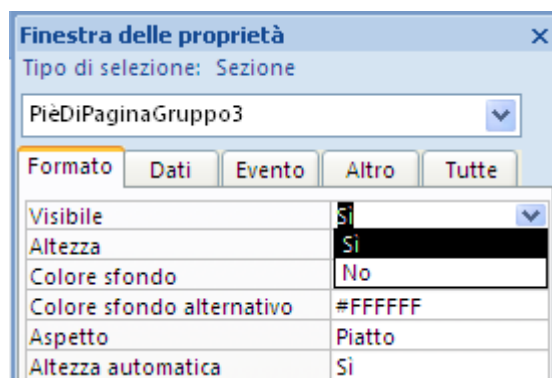 Finestra delle proprietà
Tipo di selezione: Sezione
PièDiPaginaGruppo3
Formato Dati Evento Altro Tutte
Visibile Sì
Altezza Sì
Colore sfondo No
Colore sfondo alternativo #FFFFFF
Aspetto Piatto
Altezza automatica Sì